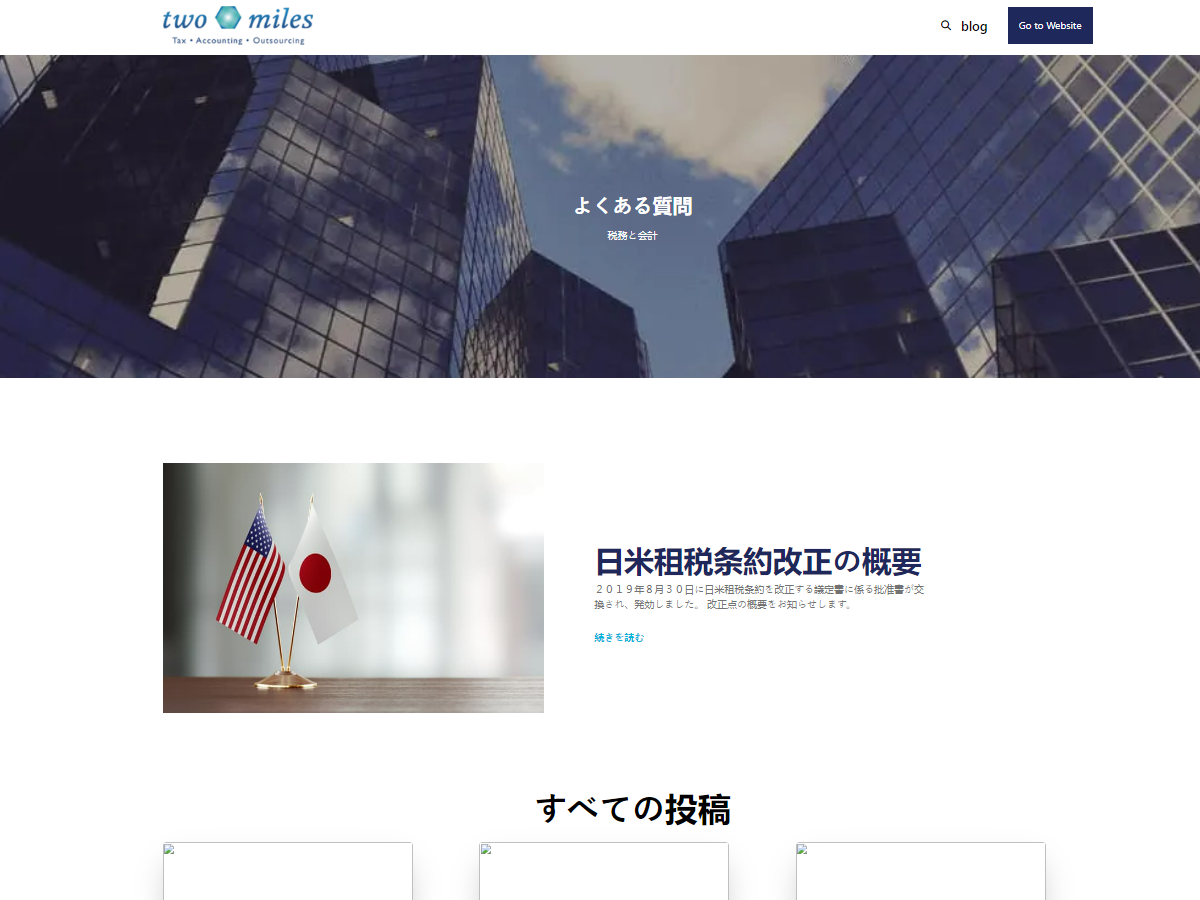 two miles
Tax • Accounting • Outsourcing
blog
Go to Website
よくある質問
税務と会計
日米租税条約改正の概要
２０１９年８月３０日に日米租税条約を改正する議定書に係る批准書が交
換され、発効しました。 改正点の概要をお知らせします。
続きを読む
すべての投稿